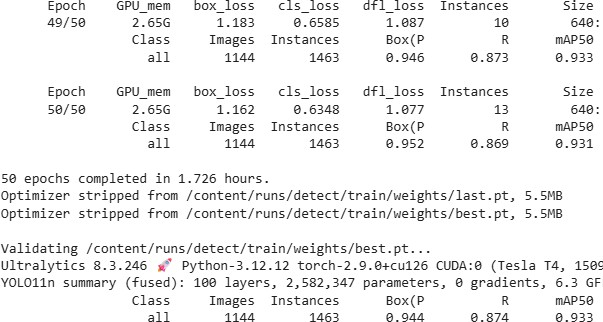 Epoch GPU_mem box_loss cls_loss dfl_loss Instances Size
49/50 2.65G 1.183 0.6585 1.087 10 640:
Class Images Instances Box(P R mAP50
all 1144 1463 0.946 0.873 0.933
Epoch GPU_mem box_loss cls_loss dfl_loss Instances Size
50/50 2.65G 1.162 0.6348 1.077 13 640:
Class Images Instances Box(P R mAP50
all 1144 1463 0.952 0.869 0.931
50 epochs completed in 1.726 hours.
Optimizer stripped from /content/runs/detect/train/weights/last.pt, 5.5MB
Optimizer stripped from /content/runs/detect/train/weights/best.pt, 5.5MB
Validating /content/runs/detect/train/weights/best.pt...
Ultralytics 8.3.246 🚀 Python-3.12.12 torch-2.9.0+cu126 CUDA:0 (Tesla T4, 1509
YOLO11n summary (fused): 100 layers, 2,582,347 parameters, 0 gradients, 6.3 GF
Class Images Instances Box(P R mAP50
all 1144 1463 0.944 0.874 0.933